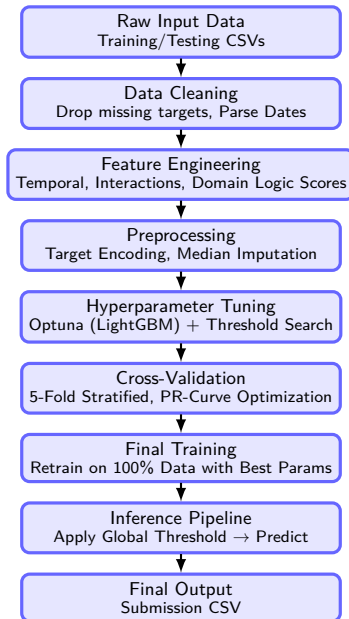 Raw Input Data
Training/Testing CSVs
Data Cleaning
Drop missing targets, Parse Dates
Feature Engineering
Temporal, Interactions, Domain Logic Scores
Preprocessing
Target Encoding, Median Imputation
Hyperparameter Tuning
Optuna (LightGBM) + Threshold Search
Cross-Validation
5-Fold Stratified, PR-Curve Optimization
Final Training
Retrain on 100% Data with Best Params
Inference Pipeline
Apply Global Threshold → Predict
Final Output
Submission CSV